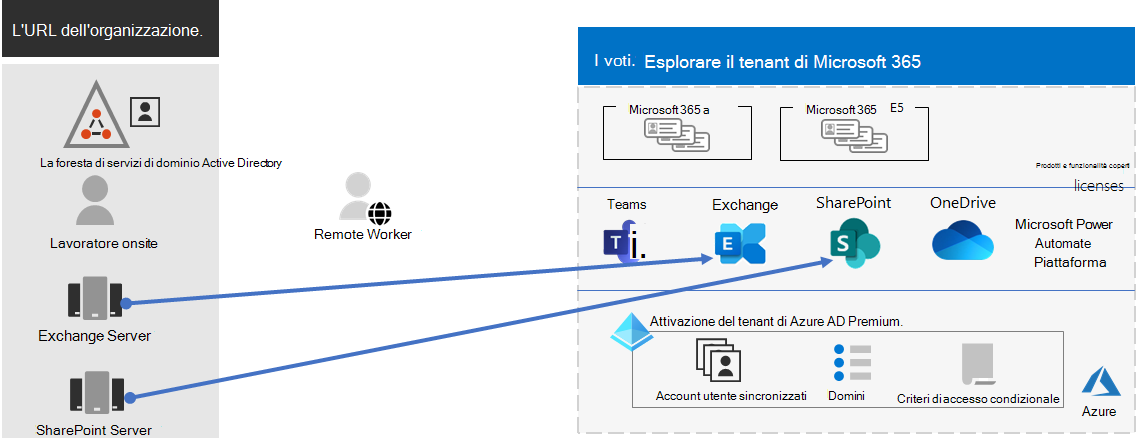 L'URL dell'organizzazione.
La foresta di servizi di dominio Active Directory
Lavoratore onsite
Exchange Server
SharePoint Server
Remote Worker
I voti. Esplorare il tenant di Microsoft 365
Microsoft 365 a
Microsoft 365 E5
Prodotti e funzionalità copert
licenses
Teams
Exchange
SharePoint
OneDrive
T
i.
E
S
Microsoft Power
Automate
Piattaforma
Attivazione del tenant di Azure AD Premium.
Account utente sincronizzati
Domini
Criteri di accesso condizionale
Azure